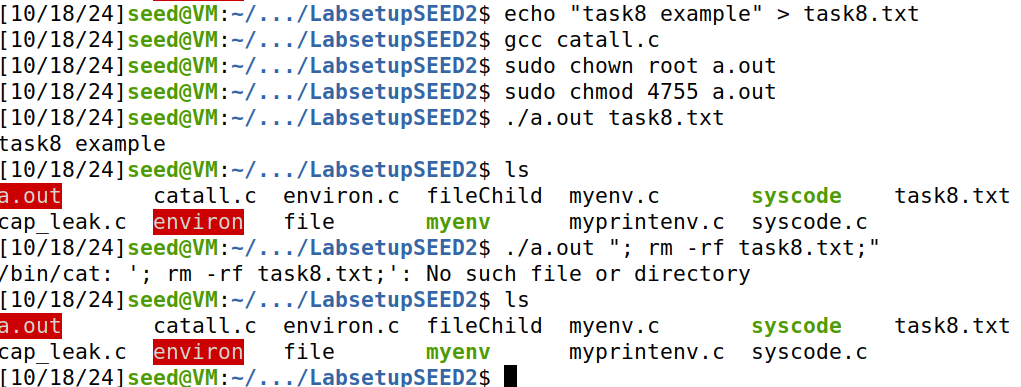 [10/18/24]seed@VM:~/.../LabsetupSEED2$ echo "task8 example" > task8.txt
[10/18/24]seed@VM:~/.../LabsetupSEED2$ gcc catall.c
[10/18/24]seed@VM:~/.../LabsetupSEED2$ sudo chown root a.out
[10/18/24]seed@VM:~/.../LabsetupSEED2$ sudo chmod 4755 a.out
[10/18/24]seed@VM:~/.../LabsetupSEED2$ ./a.out task8.txt
task8 example
[10/18/24]seed@VM:~/.../LabsetupSEED2$ ls
a.out       catall.c  environ.c  fileChild  myenv.c       syscode    task8.txt
cap_leak.c  environ   file       myenv      myprintenv.c  syscode.c
[10/18/24]seed@VM:~/.../LabsetupSEED2$ ./a.out "; rm -rf task8.txt;"
/bin/cat: '; rm -rf task8.txt;': No such file or directory
[10/18/24]seed@VM:~/.../LabsetupSEED2$ ls
a.out       catall.c  environ.c  fileChild  myenv.c       syscode    task8.txt
cap_leak.c  environ   file       myenv      myprintenv.c  syscode.c
[10/18/24]seed@VM:~/.../LabsetupSEED2$